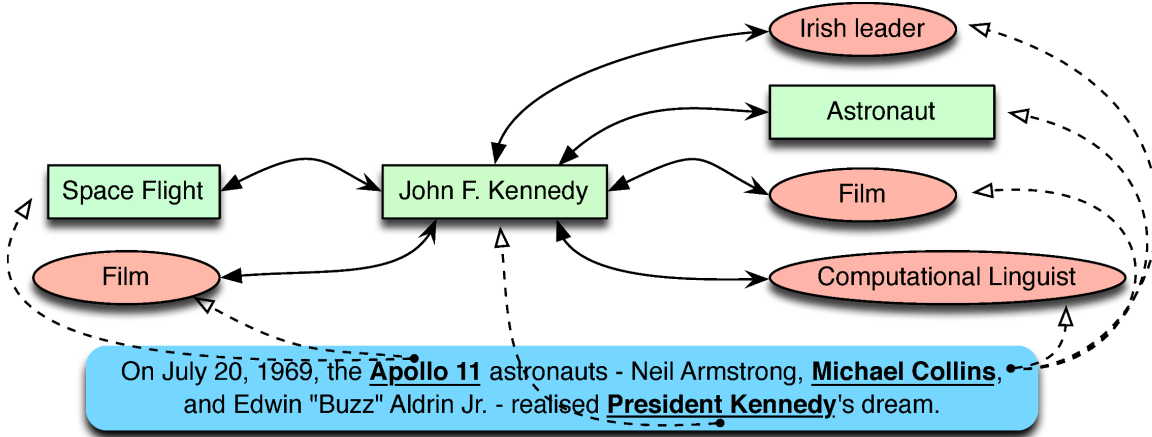 Irish leader
Astronaut
Space Flight
John F. Kennedy
Film
Film
Computational Linguist
On July 20, 1969, the Apollo 11 astronauts - Neil Armstrong, Michael Collins,
and Edwin "Buzz" Aldrin Jr. - realised President Kennedy's dream.